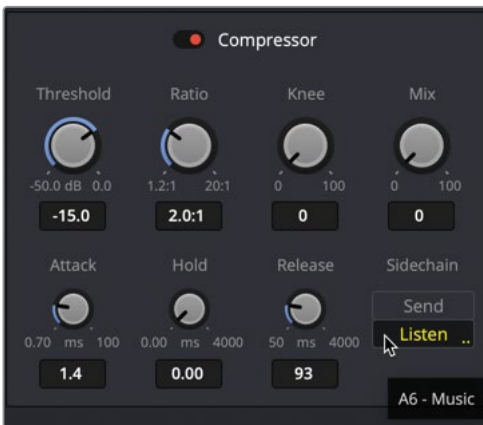 Compressor
Threshold Ratio Knee Mix
-50.0 dB 0.0 1.2:1 20:1 0 100 0 100
-15.0 2.0:1 0 0
Attack Hold Release Sidechain
Send
Listen ..
0.70 ms 100 0.00 ms 4000 50 ms 4000
1.4 0.00 93
A6 - Music